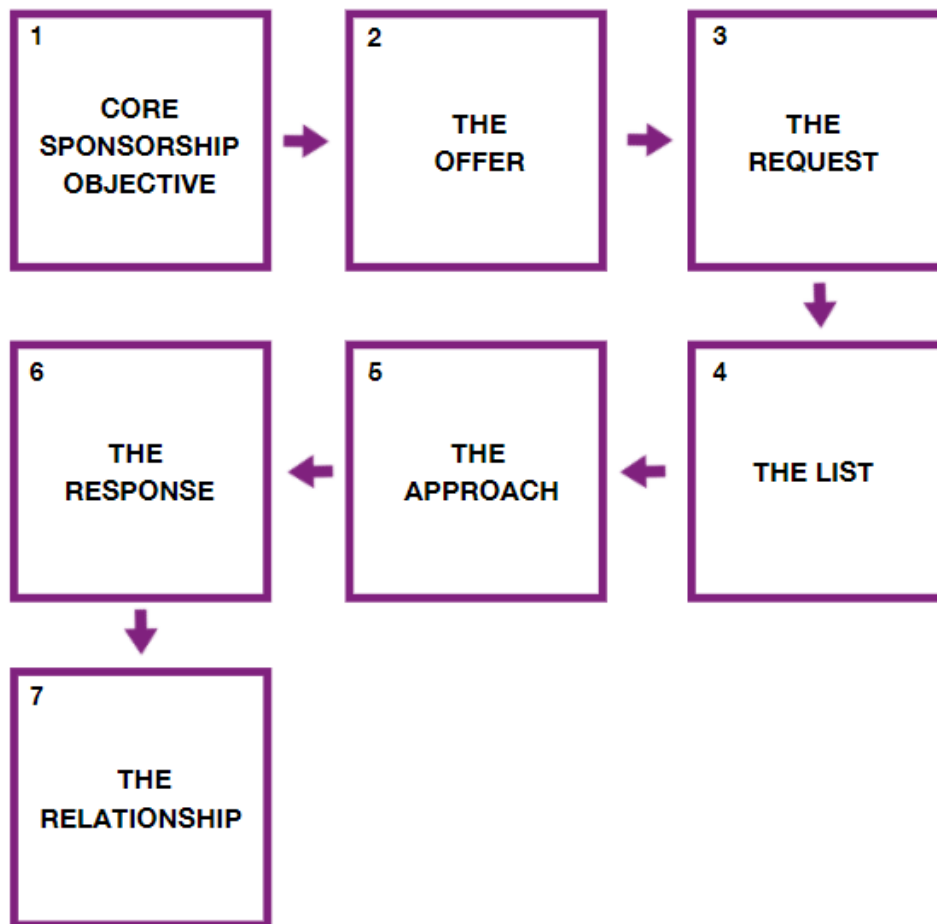 1
CORE
SPONSORSHIP
OBJECTIVE
2
THE
OFFER
3
THE
REQUEST
4
THE LIST
5
THE
APPROACH
6
THE
RESPONSE
7
THE
RELATIONSHIP